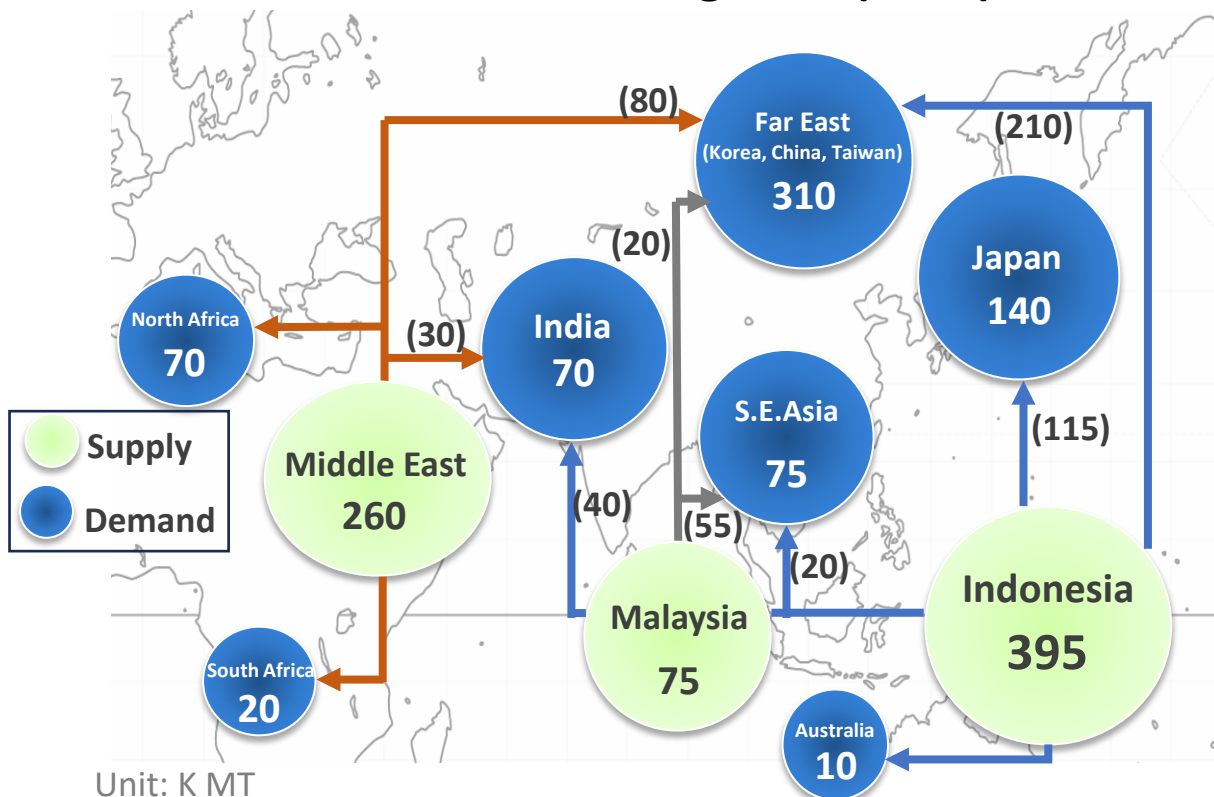 (80)
Far East
(Korea, China, Taiwan)
310
(210)
(20)
Japan
140
North Africa
70
(30)
India
70
S.E.Asia
75
(115)
Supply
Demand
Middle East
260
(40)
(55)
(20)
Malaysia
75
Indonesia
395
South Africa
20
Australia
10
Unit: K MT